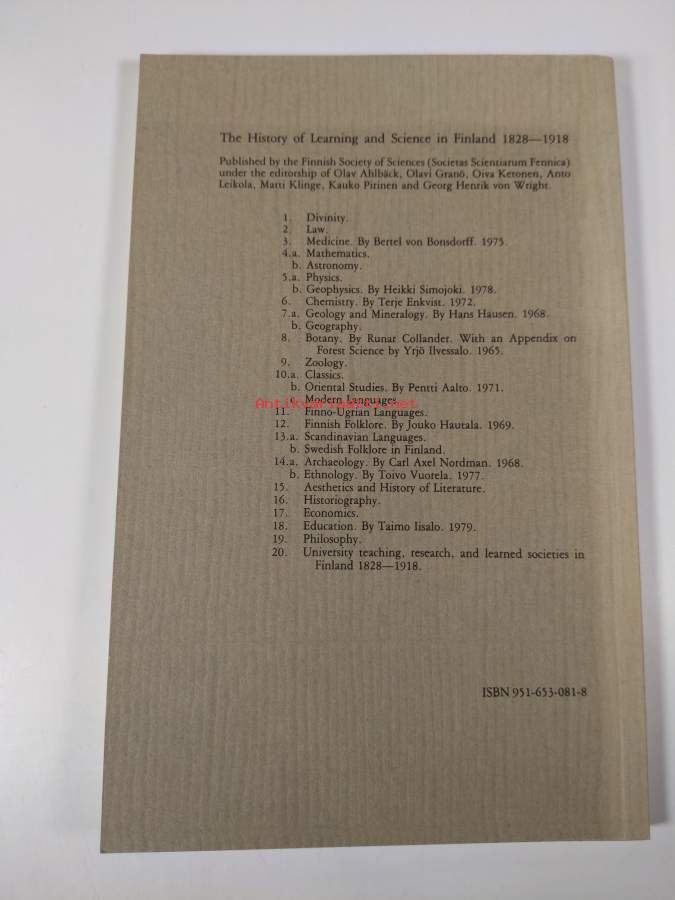 The History of Learning and Science in Finland 1828—1918
Published by the Finnish Society of Sciences (Societas Scientiarum Fennica)
under the editorship of Olav Ahlbäck, Olavi Granö, Oiva Ketonen, Anto
Leikola, Matti Klinge, Kauko Pirinen and Georg Henrik von Wright.
1. Divinity.
2. Law.
3. Medicine. By Bertel von Bonsdorff. 1975.
4.a. Mathematics.
b. Astronomy.
5.a. Physics.
b. Geophysics. By Heikki Simojoki. 1978.
6. Chemistry. By Terje Enkvist. 1972.
7.a. Geology and Mineralogy. By Hans Hausen. 1968.
b. Geography.
8. Botany. By Runar Collander. With an Appendix on
Forest Science by Yrjö Ilvessalo. 1965.
9. Zoology.
10.a. Classics.
b. Oriental Studies. By Pentti Aalto. 1971.
c. Modern Languages.
Antikvariaatti.net
11. Finno-Ugrian Languages.
12. Finnish Folklore. By Jouko Hautala. 1969.
13.a. Scandinavian Languages.
b. Swedish Folklore in Finland.
14.a. Archaeology. By Carl Axel Nordman. 1968.
b. Ethnology. By Toivo Vuorela. 1977.
15. Aesthetics and History of Literature.
16. Historiography.
17. Economics.
18. Education. By Taimo Iisalo. 1979.
19. Philosophy.
20. University teaching, research, and learned societies in
Finland 1828—1918.
ISBN 951-653-081-8